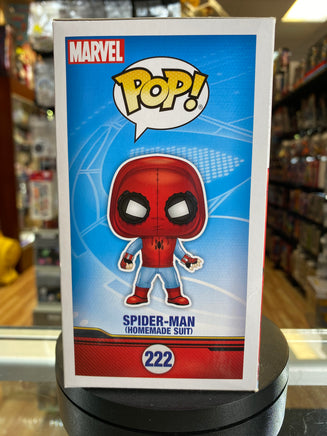 MARVEL
POP!
SPIDER-MAN
(HOMEMADE SUIT)
222